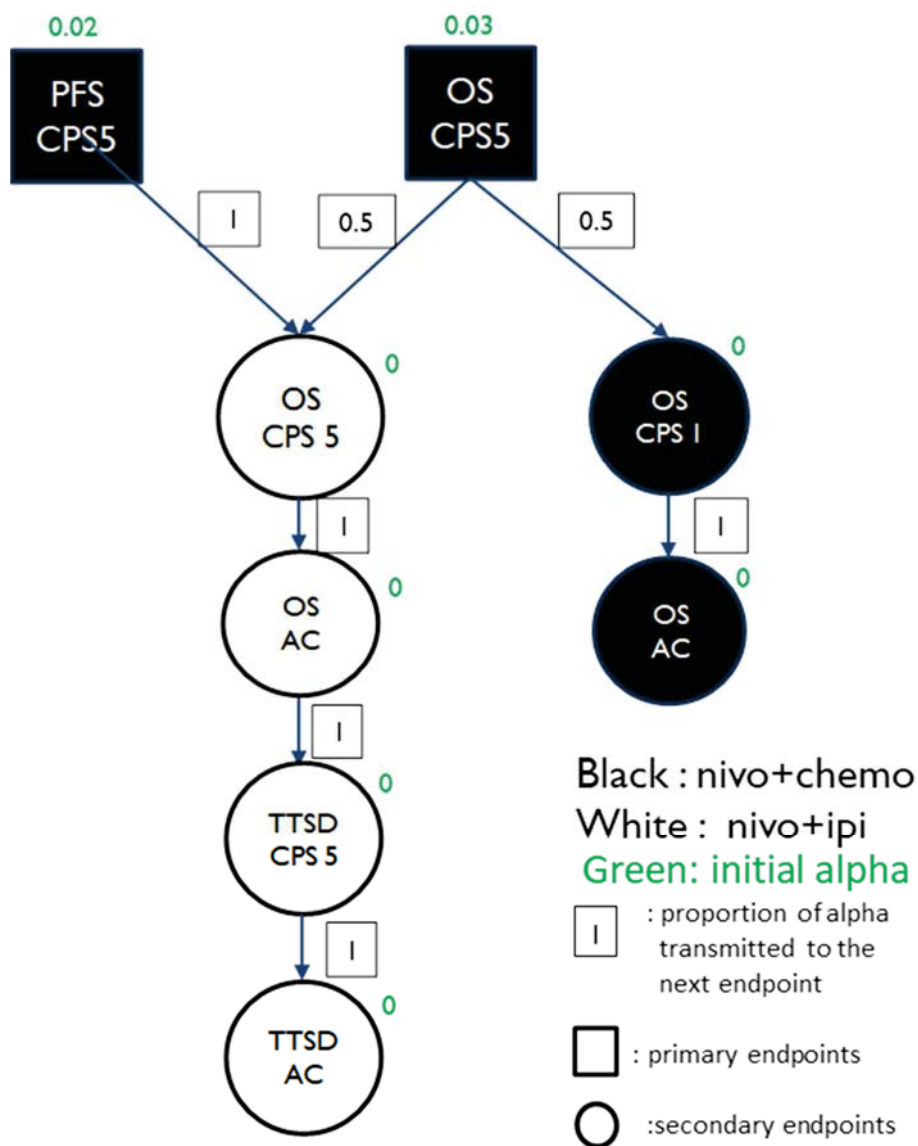 0.02
0.03
PFS
CPS5
OS
CPS5
1
0.5
0.5
0
0
OS
CPS 5
OS
CPS 1
1
1
0
0
OS
AC
OS
AC
1
0
TTSD
CPS 5
1
0
TTSD
AC
Black : nivo+chemo
White : nivo+ipi
Green: initial alpha
1
: proportion of alpha
transmitted to the
next endpoint
: primary endpoints
:secondary endpoints